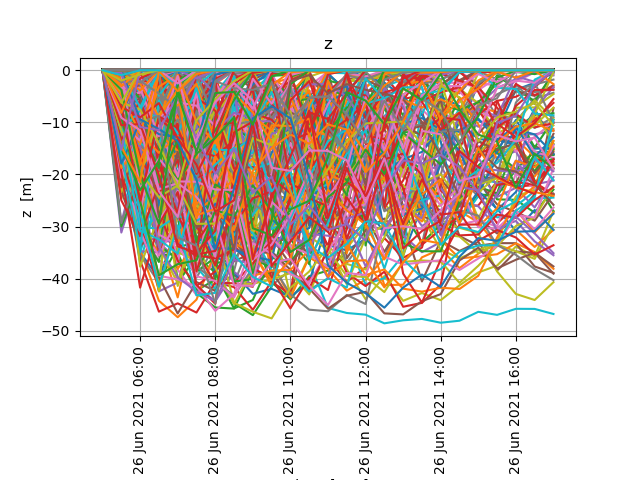 z
0
−10
−20
−30
−40
−50
z [m]
26 Jun 2021 06:00
26 Jun 2021 08:00
26 Jun 2021 10:00
26 Jun 2021 12:00
26 Jun 2021 14:00
26 Jun 2021 16:00